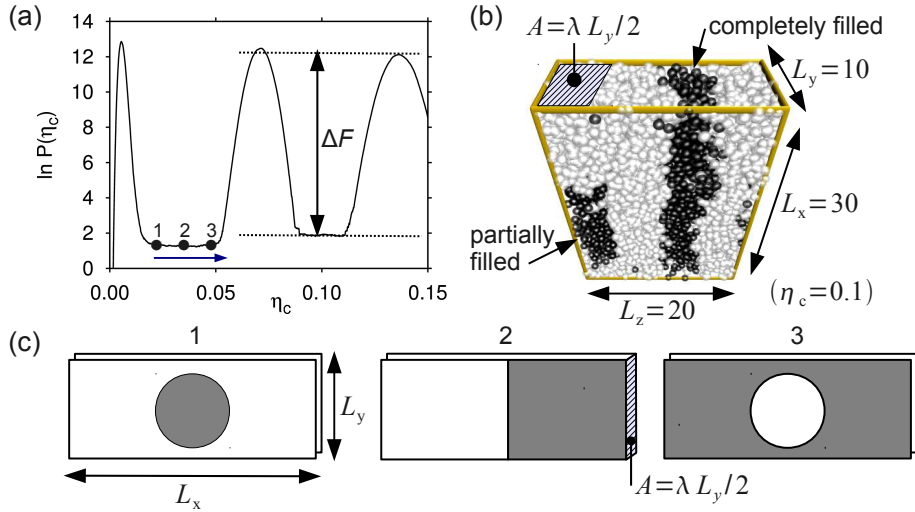 (a)
14
12
10
8
6
4
2
0
ln P(η_c)
1 2 3
ΔF
0.00 0.05 0.10 0.15
η_c
(b)
A=λ L_y/2
completely filled
L_y=10
L_x=30
partially
filled
L_z=20
(η_c=0.1)
(c)
1
2
3
L_y
L_x
A=λ L_y/2